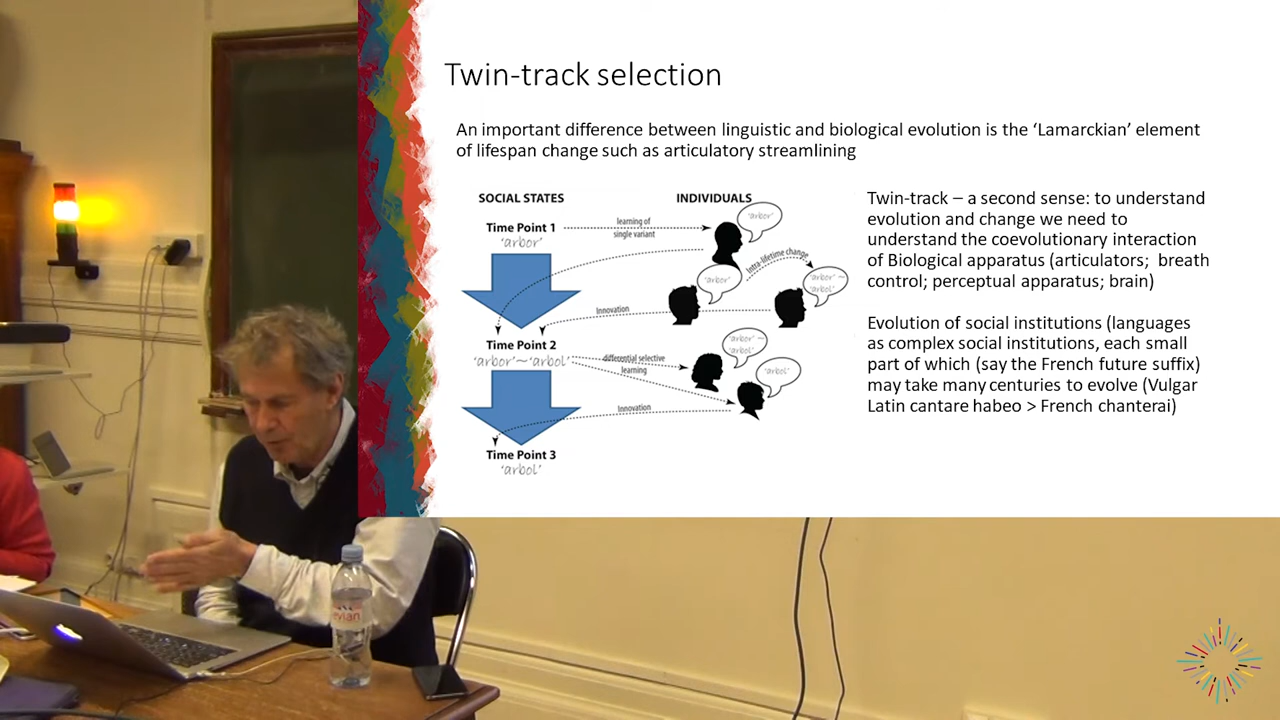 Twin-track selection
An important difference between linguistic and biological evolution is the ‘Lamarckian’ element
of lifespan change such as articulatory streamlining
SOCIAL STATES
INDIVIDUALS
Time Point 1
'arbor'
learning of
single variant
'arbor'
Intra-lifetime change
'arbor'
'arbor' ~
'arbol'
Innovation
Time Point 2
'arbor'~'arbol'
differential selective
learning
'arbor' ~
'arbol'
'arbol'
Innovation
Time Point 3
'arbol'
Twin-track – a second sense: to understand
evolution and change we need to
understand the coevolutionary interaction
of Biological apparatus (articulators; breath
control; perceptual apparatus; brain)
Evolution of social institutions (languages
as complex social institutions, each small
part of which (say the French future suffix)
may take many centuries to evolve (Vulgar
Latin cantare habeo > French chanterai)
evian